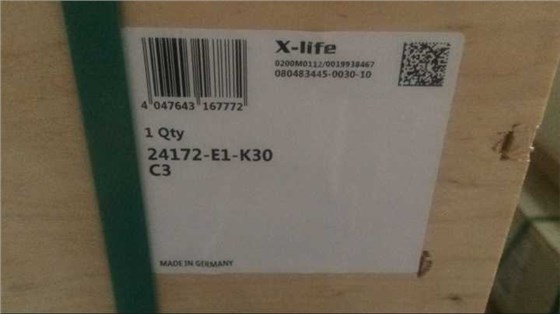 X-life
0200M0112/0019938467
080483445-0030-10
4 047643 167772
1 Qty
24172-E1-K30
C3
MADE IN GERMANY